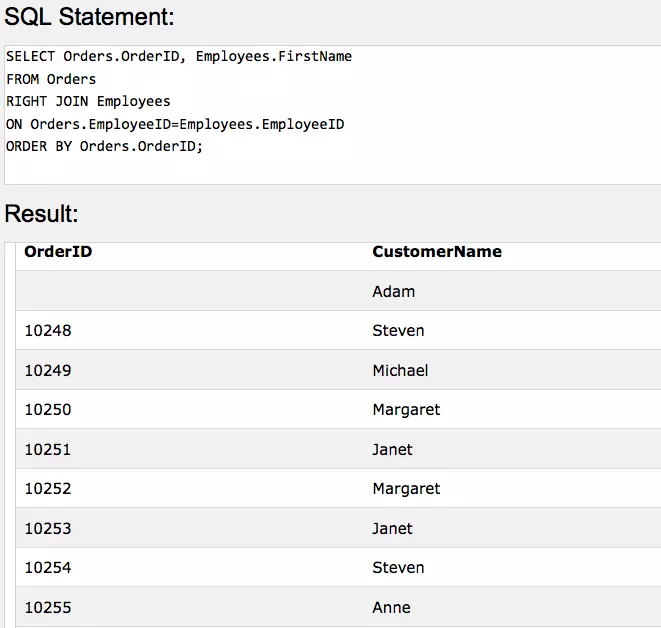 SQL Statement:
SELECT Orders.OrderID, Employees.FirstName
FROM Orders
RIGHT JOIN Employees
ON Orders.EmployeeID=Employees.EmployeeID
ORDER BY Orders.OrderID;
Result:
OrderID CustomerName
Adam
10248 Steven
10249 Michael
10250 Margaret
10251 Janet
10252 Margaret
10253 Janet
10254 Steven
10255 Anne